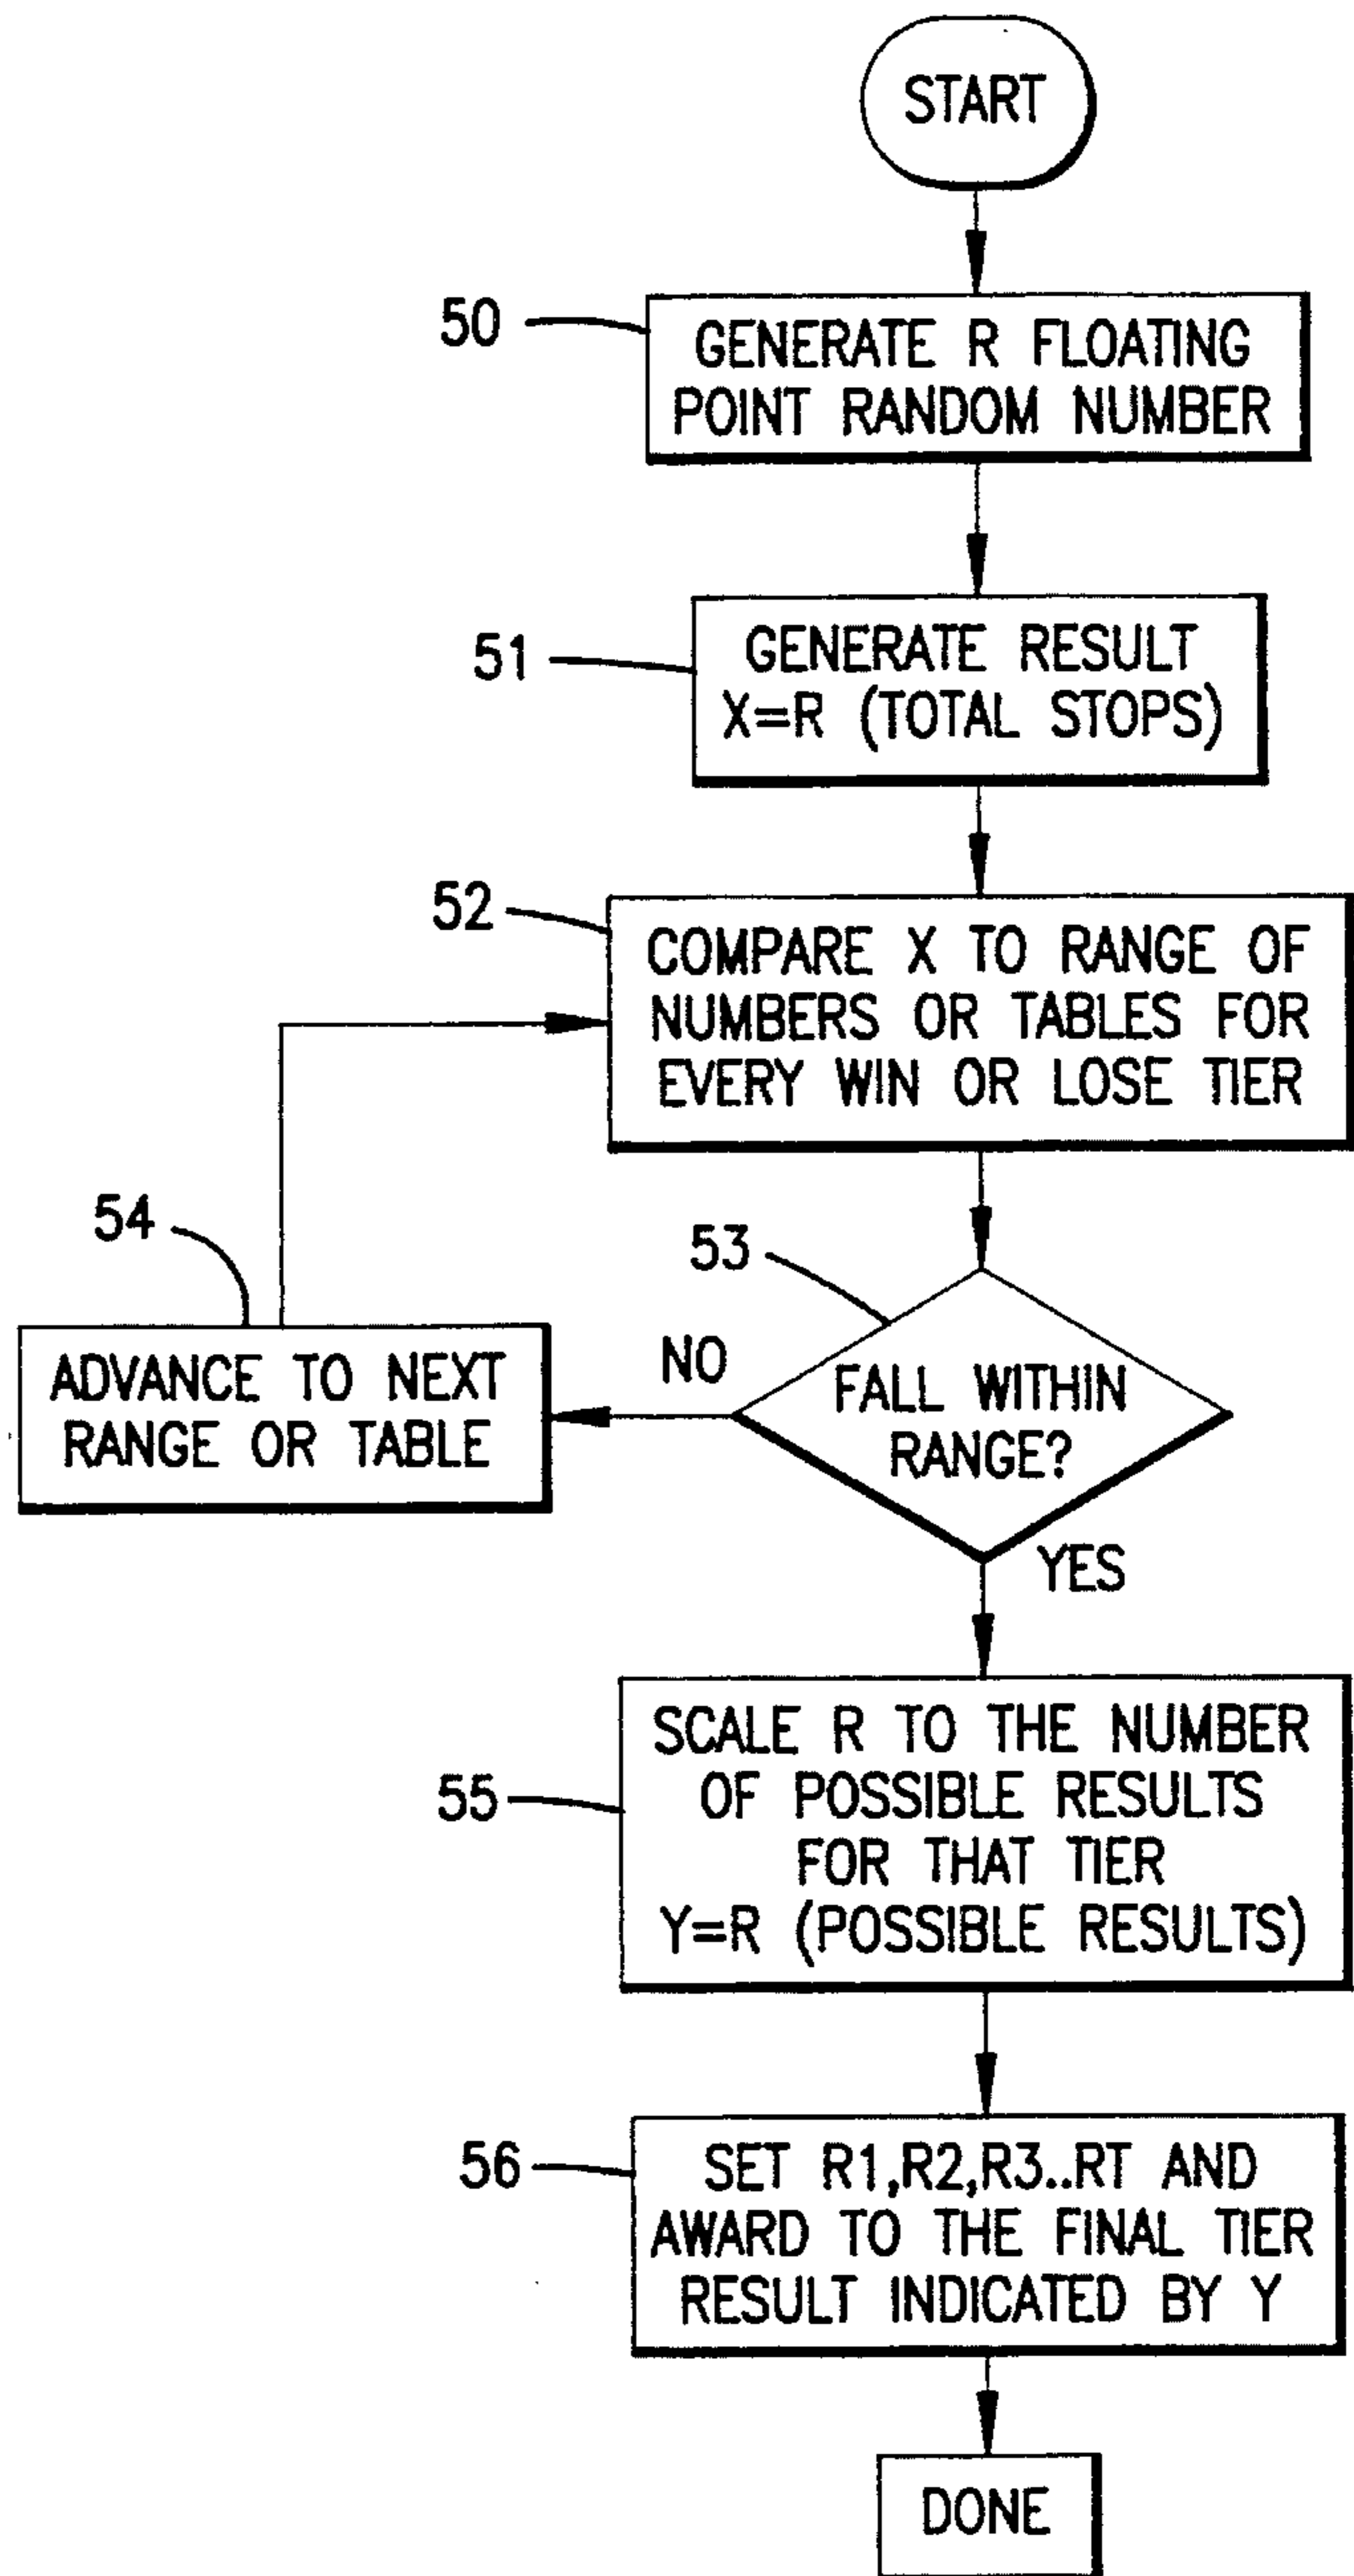 START
50
GENERATE R FLOATING
POINT RANDOM NUMBER
51
GENERATE RESULT
X=R (TOTAL STOPS)
52
COMPARE X TO RANGE OF
NUMBERS OR TABLES FOR
EVERY WIN OR LOSE TIER
54
53
ADVANCE TO NEXT
RANGE OR TABLE
NO
FALL WITHIN
RANGE?
YES
55
SCALE R TO THE NUMBER
OF POSSIBLE RESULTS
FOR THAT TIER
Y=R (POSSIBLE RESULTS)
56
SET R1,R2,R3..RT AND
AWARD TO THE FINAL TIER
RESULT INDICATED BY Y
DONE